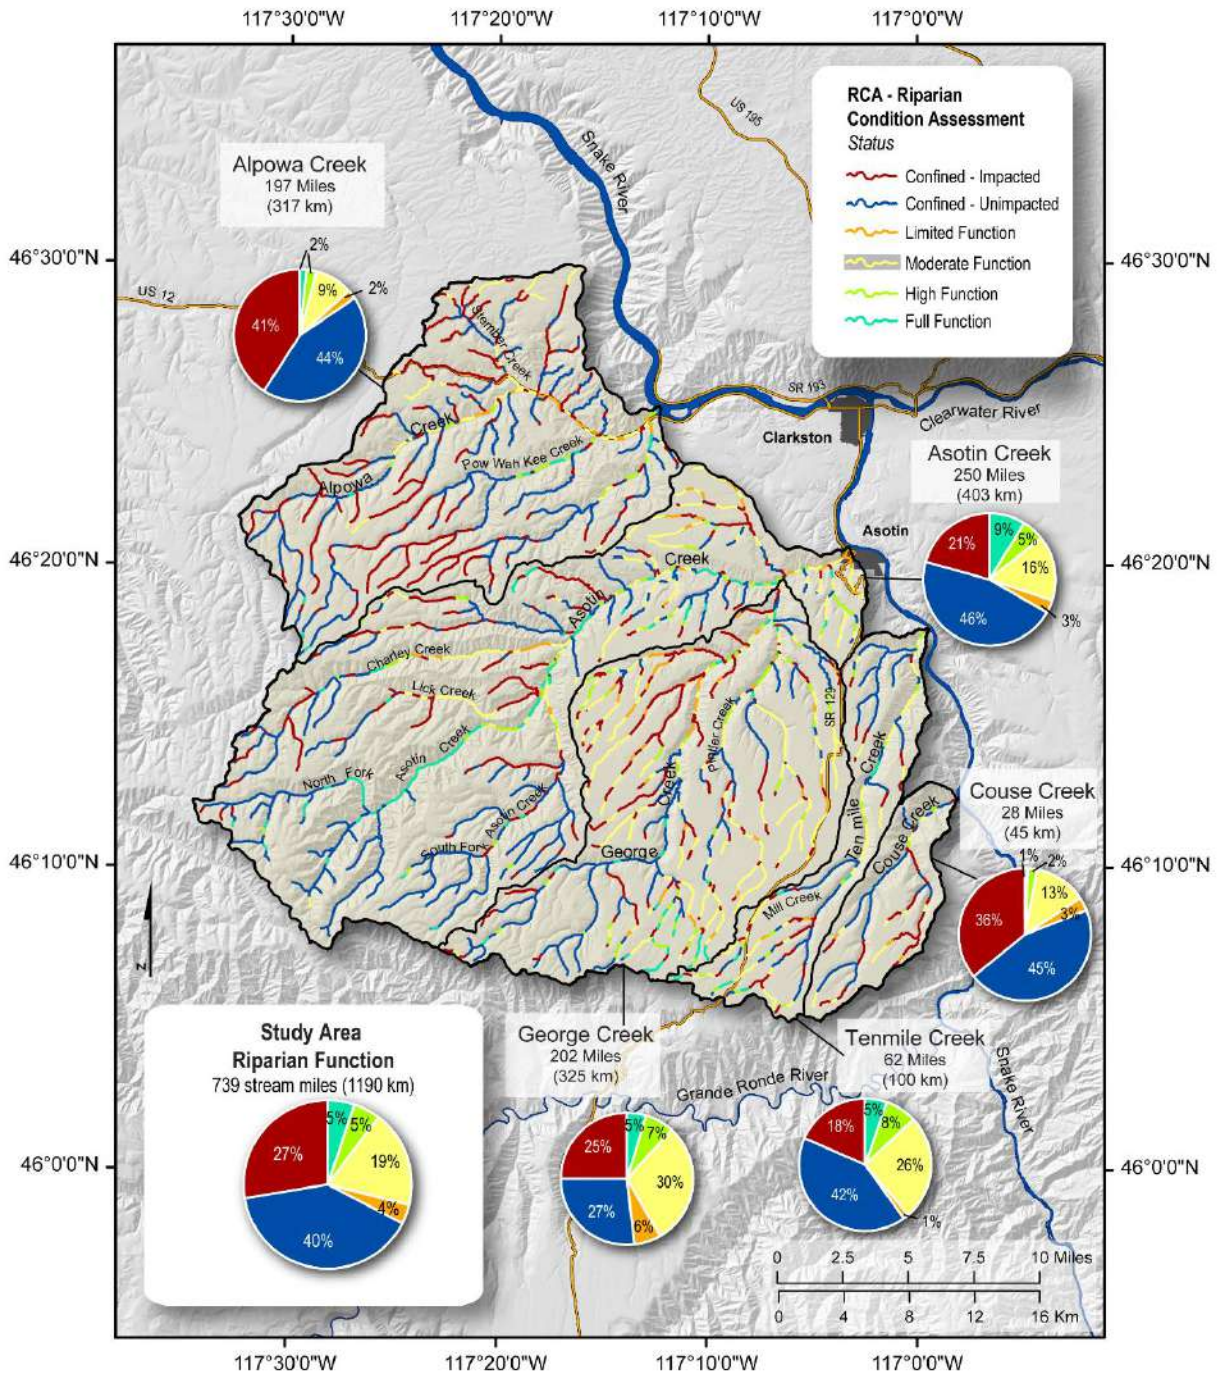 117°30'0"W
117°20'0"W
117°10'0"W
117°0'0"W
RCA - Riparian
Condition Assessment
Status
Confined - Impacted
Confined - Unimpacted
Limited Function
Moderate Function
High Function
Full Function
US 195
Snake River
Alpowa Creek
197 Miles
(317 km)
2%
9%
2%
41%
44%
46°30'0"N
46°30'0"N
US 12
Stember Creek
SR 193
Clearwater River
Clarkston
Creek
Pow Wah Kee Creek
Alpowa
Asotin Creek
250 Miles
(403 km)
9%
5%
21%
16%
46%
3%
Asotin
46°20'0"N
46°20'0"N
Creek
Asotin
Charley Creek
Lick Creek
SR 129
Pintler Creek
Creek
Asotin Creek
North Fork
Creek
Couse Creek
28 Miles
(45 km)
1%
2%
13%
36%
3%
45%
Asotin Creek
South Fork
George
Ten mile
Couse Creek
46°10'0"N
46°10'0"N
Mill Creek
N
Study Area
Riparian Function
739 stream miles (1190 km)
5%
5%
27%
19%
4%
40%
George Creek
202 Miles
(325 km)
5%
7%
25%
30%
27%
6%
Tenmile Creek
62 Miles
(100 km)
5%
8%
18%
26%
42%
1%
Grande Ronde River
Snake River
46°0'0"N
46°0'0"N
0 2.5 5 7.5 10 Miles
0 4 8 12 16 Km
117°30'0"W
117°20'0"W
117°10'0"W
117°0'0"W